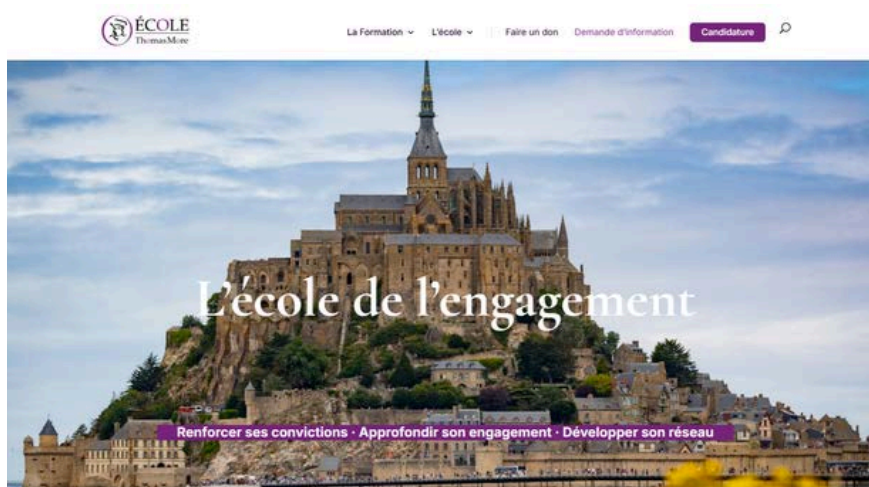 ÉCOLE
ThomasMore
La Formation
L'école
Faire un don
Demande d'information
Candidature
L'école de l'engagement
Renforcer ses convictions · Approfondir son engagement · Développer son réseau